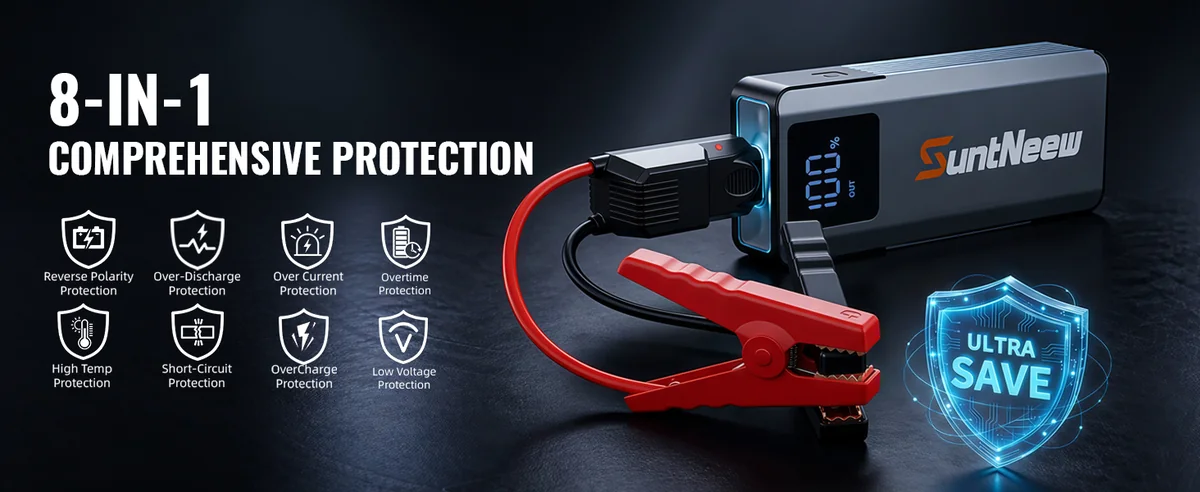 8-IN-1
COMPREHENSIVE PROTECTION
Reverse Polarity
Protection
Over-Discharge
Protection
Over Current
Protection
Overtime
Protection
High Temp
Protection
Short-Circuit
Protection
OverCharge
Protection
Low Voltage
Protection
100%
OUT
SuntNeew
ULTRA
SAVE